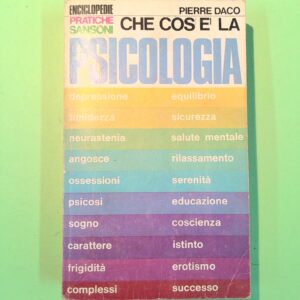 ENCICLOPEDIE
PRATICHE
SANSONI
PIERRE DACO
CHE COS E' LA
PSICOLOGIA
depressione equilibrio
timidezza sicurezza
neurastenia salute mentale
angosce rilassamento
ossessioni serenità
psicosi educazione
sogno coscienza
carattere istinto
frigidità erotismo
complessi successo